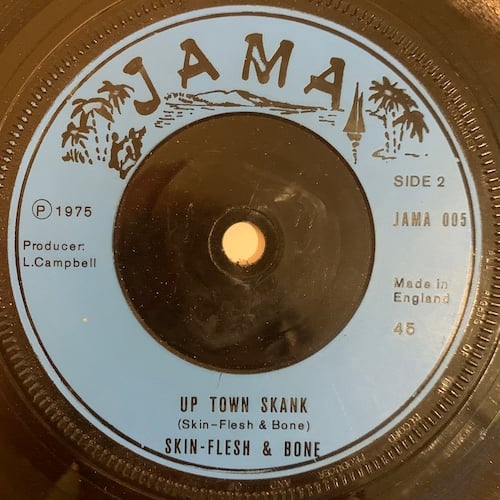 JAMA
SIDE 2
Ⓟ 1975
JAMA 005
Producer:
L.Campbell
Made in
England
45
UP TOWN SKANK
(Skin-Flesh & Bone)
SKIN-FLESH & BONE